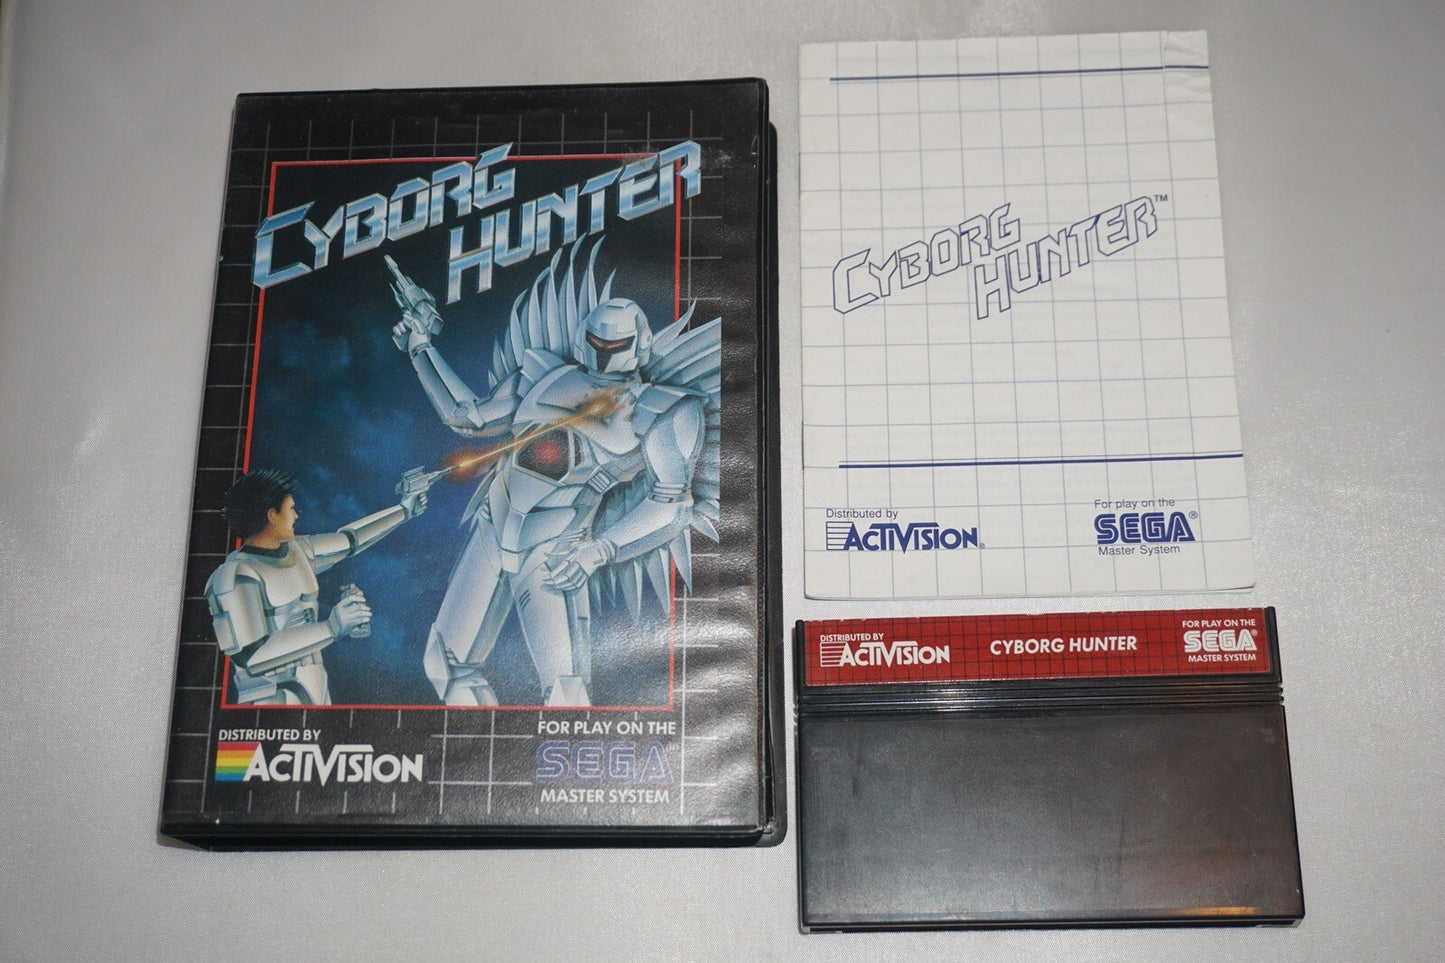 CYBORG
HUNTER
DISTRIBUTED BY
ACTIVISION
FOR PLAY ON THE
SEGA
MASTER SYSTEM
CYBORG
HUNTER™
Distributed by
ACTIVISION®
For play on the
SEGA®
Master System
DISTRIBUTED BY
ACTIVISION
CYBORG HUNTER
FOR PLAY ON THE
SEGA®
MASTER SYSTEM